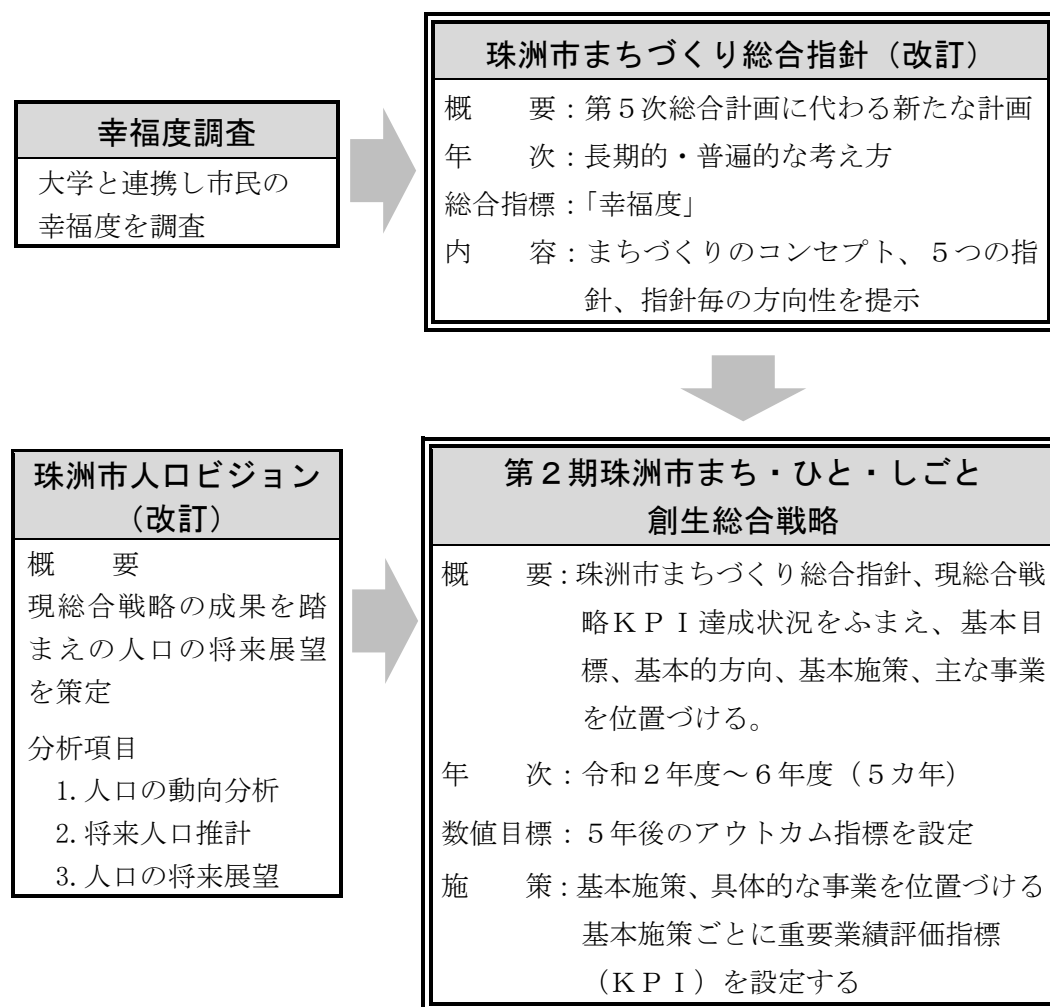 幸福度調査
大学と連携し市民の
幸福度を調査
珠洲市まちづくり総合指針（改訂）
概　　要：第５次総合計画に代わる新たな計画
年　　次：長期的・普遍的な考え方
総合指標：「幸福度」
内　　容：まちづくりのコンセプト、５つの指
針、指針毎の方向性を提示
珠洲市人口ビジョン
（改訂）
概　　要
現総合戦略の成果を踏
まえの人口の将来展望
を策定
分析項目
1.人口の動向分析
2.将来人口推計
3.人口の将来展望
第２期珠洲市まち・ひと・しごと
創生総合戦略
概　　要：珠洲市まちづくり総合指針、現総合戦
略ＫＰＩ達成状況をふまえ、基本目
標、基本的方向、基本施策、主な事業
を位置づける。
年　　次：令和２年度～６年度（５カ年）
数値目標：５年後のアウトカム指標を設定
施　　策：基本施策、具体的な事業を位置づける
基本施策ごとに重要業績評価指標
（ＫＰＩ）を設定する